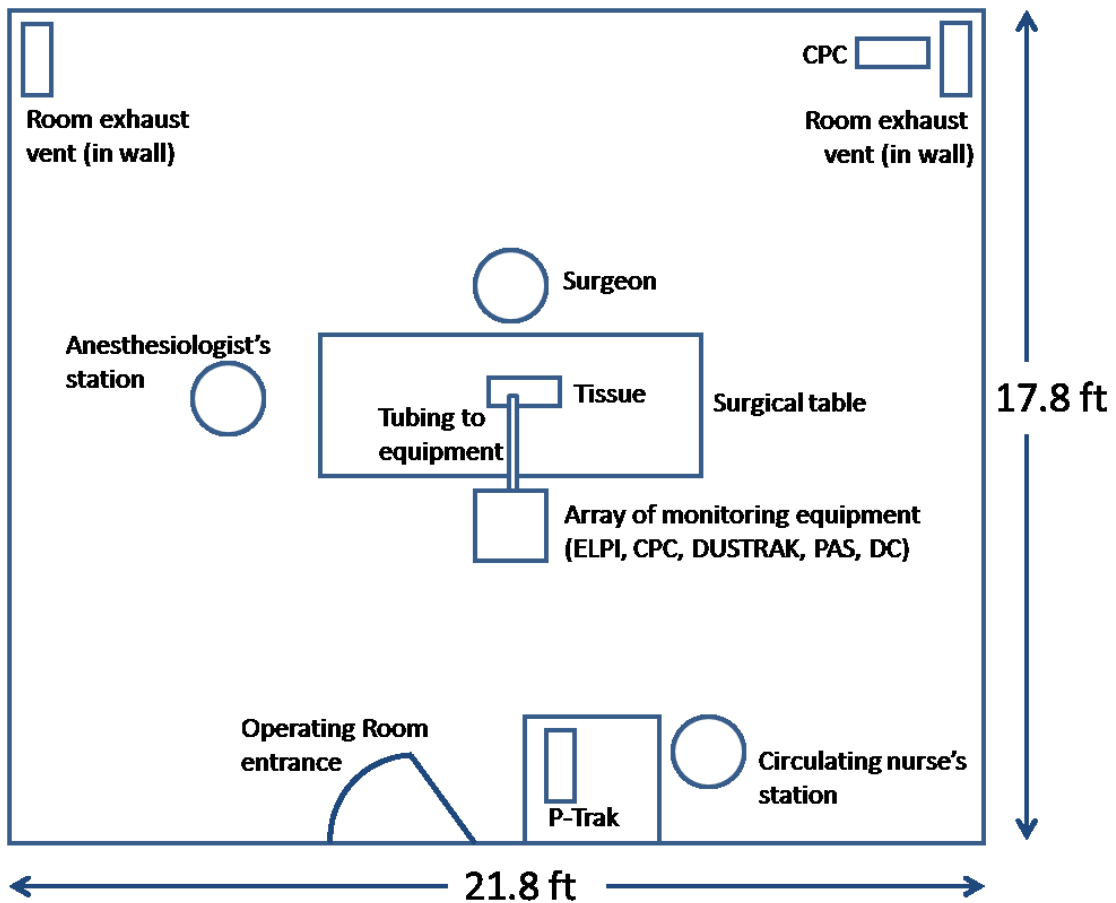 CPC
Room exhaust
vent (in wall)
Room exhaust
vent (in wall)
Surgeon
Anesthesiologist's
station
Tissue
Tubing to
equipment
Surgical table
17.8 ft
Array of monitoring equipment
(ELPI, CPC, DUSTRAK, PAS, DC)
Operating Room
entrance
Circulating nurse's
station
P-Trak
21.8 ft